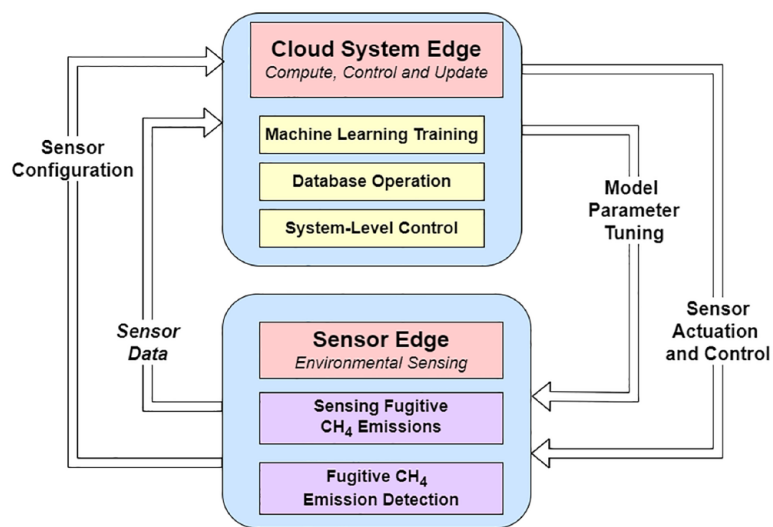 Cloud System Edge
Compute, Control and Update
Machine Learning Training
Database Operation
System-Level Control
Sensor
Configuration
Sensor
Data
Model
Parameter
Tuning
Sensor
Actuation
and Control
Sensor Edge
Environmental Sensing
Sensing Fugitive
CH₄ Emissions
Fugitive CH₄
Emission Detection